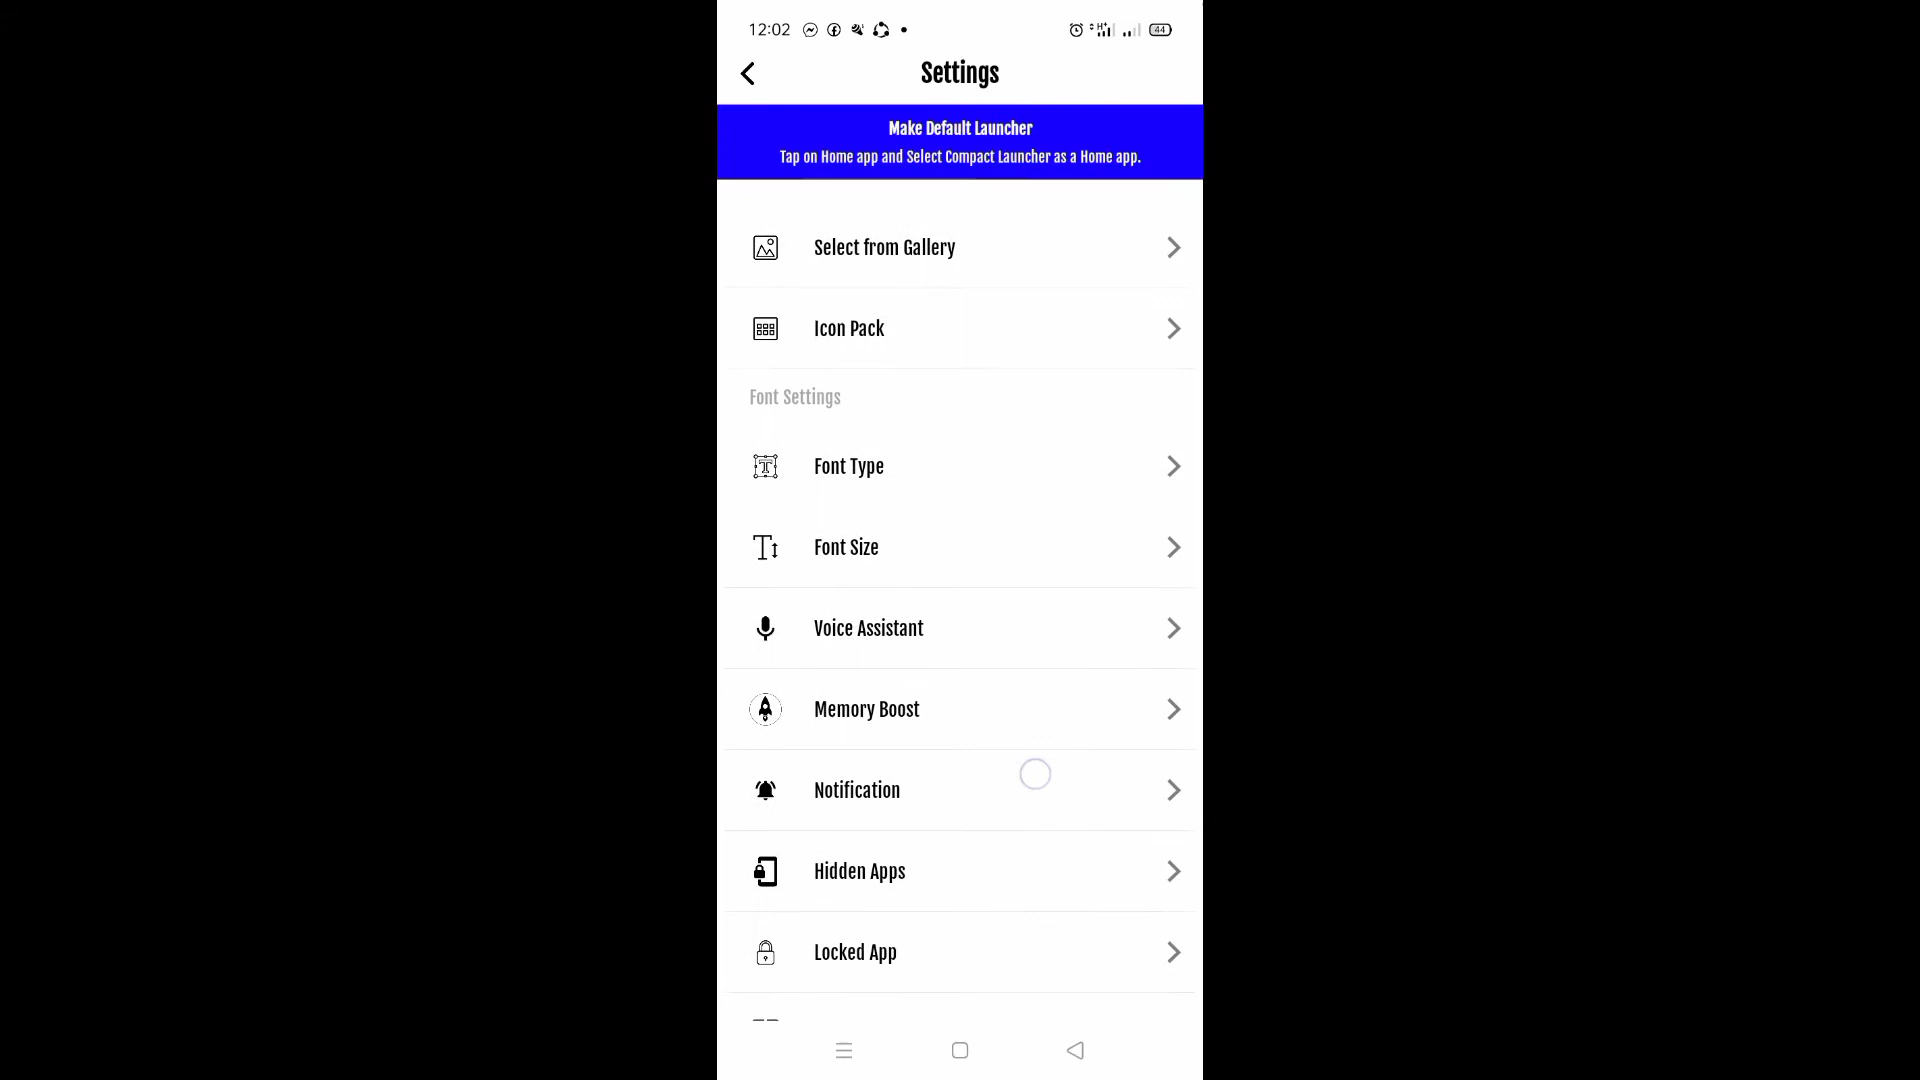 12:02
H+
44
Settings
Make Default Launcher
Tap on Home app and Select Compact Launcher as a Home app.
Select from Gallery
Icon Pack
Font Settings
Font Type
Font Size
Voice Assistant
Memory Boost
Notification
Hidden Apps
Locked App